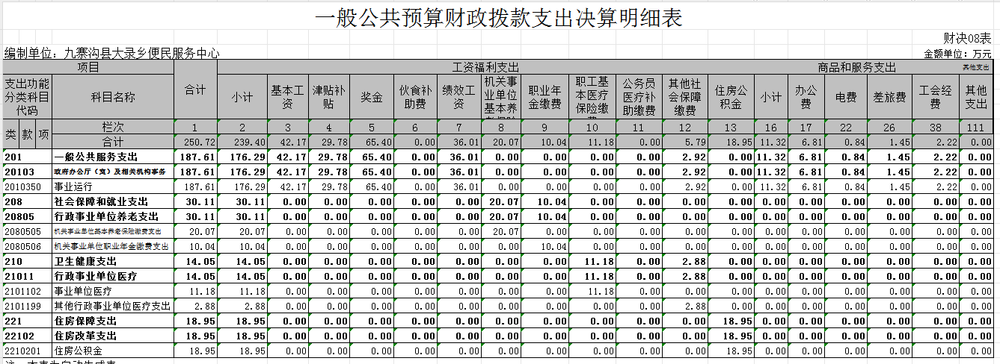 一般公共预算财政拨款支出决算明细表
财决08表
编制单位：九寨沟县大录乡便民服务中心 金额单位：万元
项目 合计 工资福利支出 商品和服务支出 其他支出
支出功能分类科目代码 科目名称 小计 基本工资 津贴补贴 奖金 伙食补助费 绩效工资 机关事业单位基本养 职业年金缴费 职工基本医疗保险缴 公务员医疗补助缴费 其他社会保障缴费 住房公积金 小计 办公费 电费 差旅费 工会经费 其他支出
类 款 项 栏次 1 2 3 4 5 6 7 8 9 10 11 12 13 16 17 22 26 38 111
合计 250.72 239.40 42.17 29.78 65.40 0.00 36.01 20.07 10.04 11.18 0.00 5.79 18.95 11.32 6.81 0.84 1.45 2.22 0.00
201 一般公共服务支出 187.61 176.29 42.17 29.78 65.40 0.00 36.01 0.00 0.00 0.00 0.00 2.92 0.00 11.32 6.81 0.84 1.45 2.22 0.00
20103 政府办公厅（室）及相关机构事务 187.61 176.29 42.17 29.78 65.40 0.00 36.01 0.00 0.00 0.00 0.00 2.92 0.00 11.32 6.81 0.84 1.45 2.22 0.00
2010350 事业运行 187.61 176.29 42.17 29.78 65.40 0.00 36.01 0.00 0.00 0.00 0.00 2.92 0.00 11.32 6.81 0.84 1.45 2.22 0.00
208 社会保障和就业支出 30.11 30.11 0.00 0.00 0.00 0.00 0.00 20.07 10.04 0.00 0.00 0.00 0.00 0.00 0.00 0.00 0.00 0.00 0.00
20805 行政事业单位养老支出 30.11 30.11 0.00 0.00 0.00 0.00 0.00 20.07 10.04 0.00 0.00 0.00 0.00 0.00 0.00 0.00 0.00 0.00 0.00
2080505 机关事业单位基本养老保险缴费支出 20.07 20.07 0.00 0.00 0.00 0.00 0.00 20.07 0.00 0.00 0.00 0.00 0.00 0.00 0.00 0.00 0.00 0.00 0.00
2080506 机关事业单位职业年金缴费支出 10.04 10.04 0.00 0.00 0.00 0.00 0.00 0.00 10.04 0.00 0.00 0.00 0.00 0.00 0.00 0.00 0.00 0.00 0.00
210 卫生健康支出 14.05 14.05 0.00 0.00 0.00 0.00 0.00 0.00 0.00 11.18 0.00 2.88 0.00 0.00 0.00 0.00 0.00 0.00 0.00
21011 行政事业单位医疗 14.05 14.05 0.00 0.00 0.00 0.00 0.00 0.00 0.00 11.18 0.00 2.88 0.00 0.00 0.00 0.00 0.00 0.00 0.00
2101102 事业单位医疗 11.18 11.18 0.00 0.00 0.00 0.00 0.00 0.00 0.00 11.18 0.00 0.00 0.00 0.00 0.00 0.00 0.00 0.00 0.00
2101199 其他行政事业单位医疗支出 2.88 2.88 0.00 0.00 0.00 0.00 0.00 0.00 0.00 0.00 0.00 2.88 0.00 0.00 0.00 0.00 0.00 0.00 0.00
221 住房保障支出 18.95 18.95 0.00 0.00 0.00 0.00 0.00 0.00 0.00 0.00 0.00 0.00 18.95 0.00 0.00 0.00 0.00 0.00 0.00
22102 住房改革支出 18.95 18.95 0.00 0.00 0.00 0.00 0.00 0.00 0.00 0.00 0.00 0.00 18.95 0.00 0.00 0.00 0.00 0.00 0.00
2210201 住房公积金 18.95 18.95 0.00 0.00 0.00 0.00 0.00 0.00 0.00 0.00 0.00 0.00 18.95 0.00 0.00 0.00 0.00 0.00 0.00